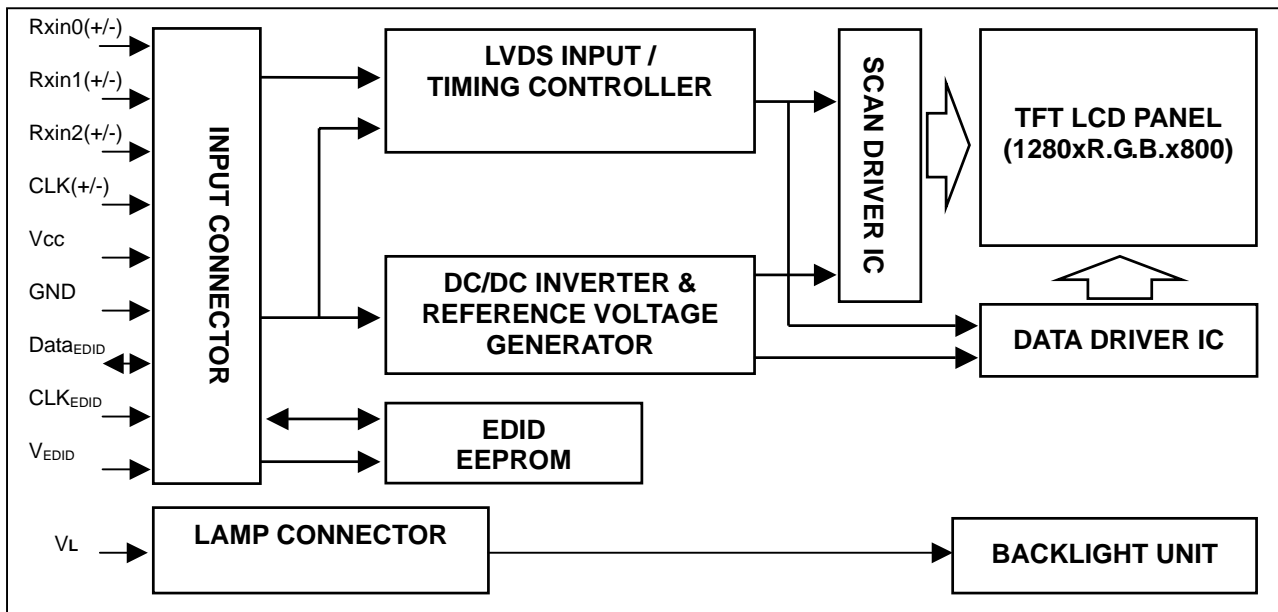 Rxin0(+/-)
Rxin1(+/-)
Rxin2(+/-)
CLK(+/-)
Vcc
GND
DataEDID
CLKEDID
VEDID
VL
INPUT CONNECTOR
LVDS INPUT /
TIMING CONTROLLER
DC/DC INVERTER &
REFERENCE VOLTAGE
GENERATOR
EDID
EEPROM
SCAN DRIVER IC
TFT LCD PANEL
(1280xR.G.B.x800)
DATA DRIVER IC
LAMP CONNECTOR
BACKLIGHT UNIT